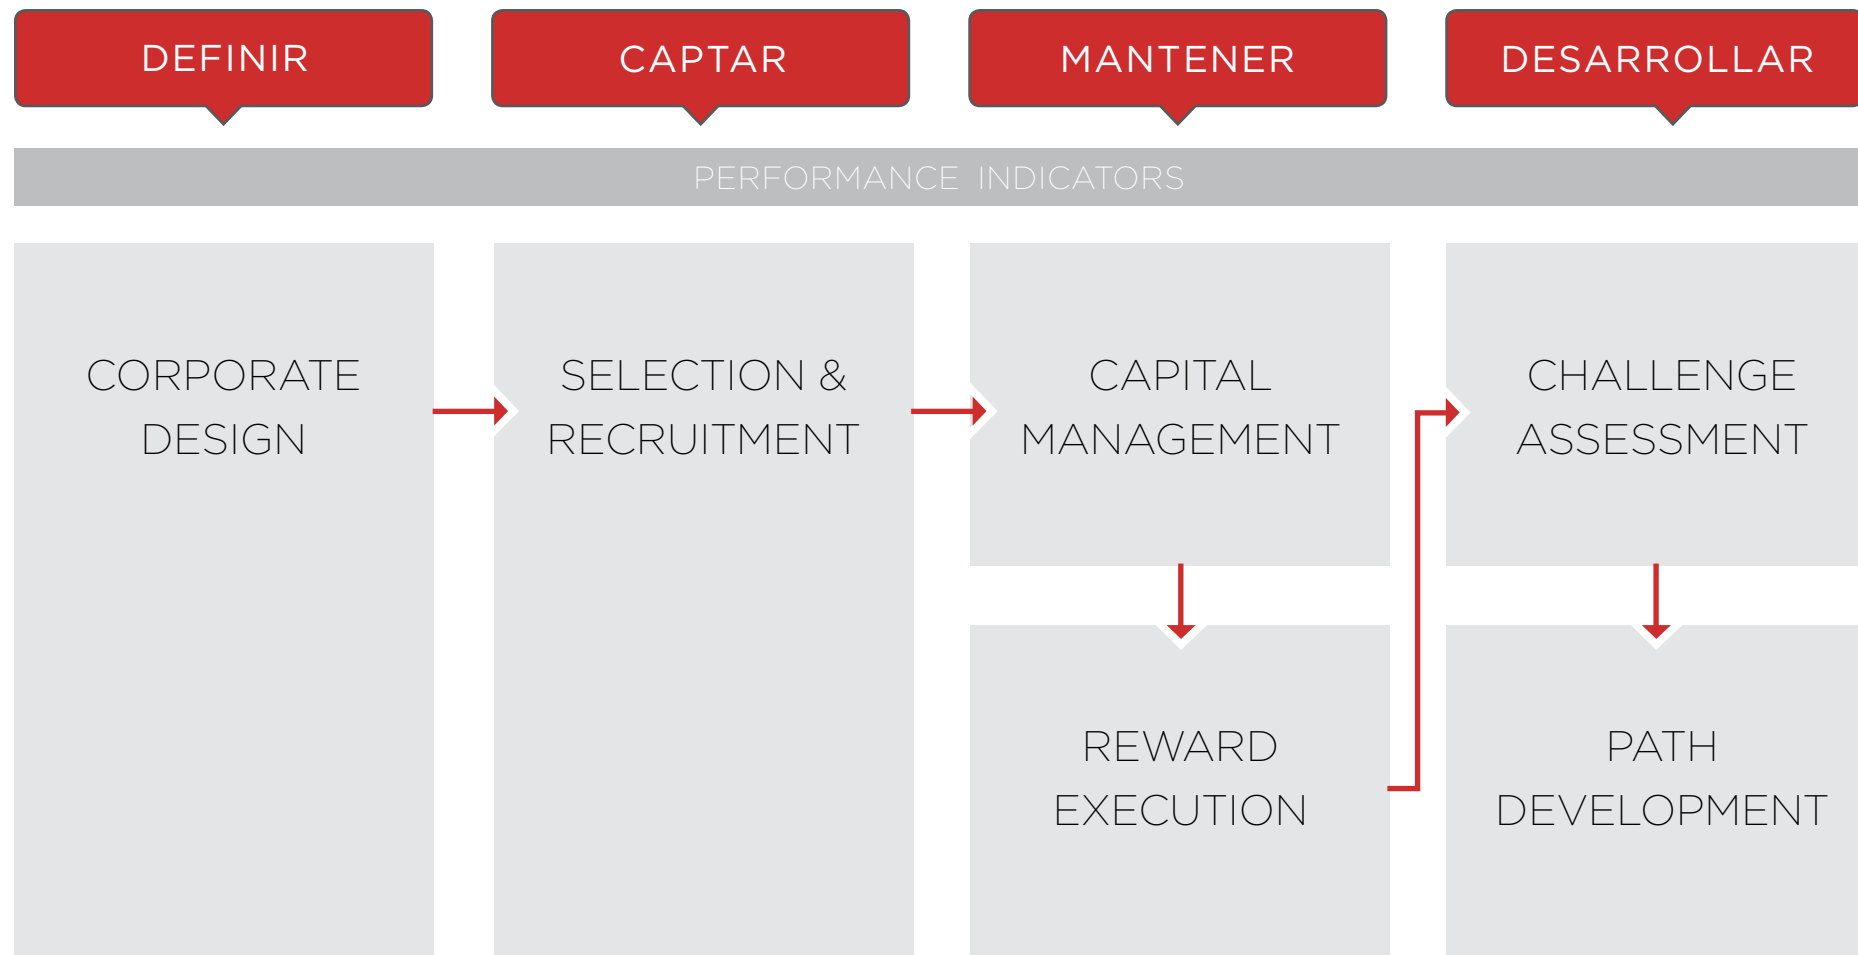 DEFINIR
CAPTAR
MANTENER
DESARROLLAR
PERFORMANCE INDICATORS
CORPORATE
DESIGN
SELECTION &
RECRUITMENT
CAPITAL
MANAGEMENT
CHALLENGE
ASSESSMENT
REWARD
EXECUTION
PATH
DEVELOPMENT